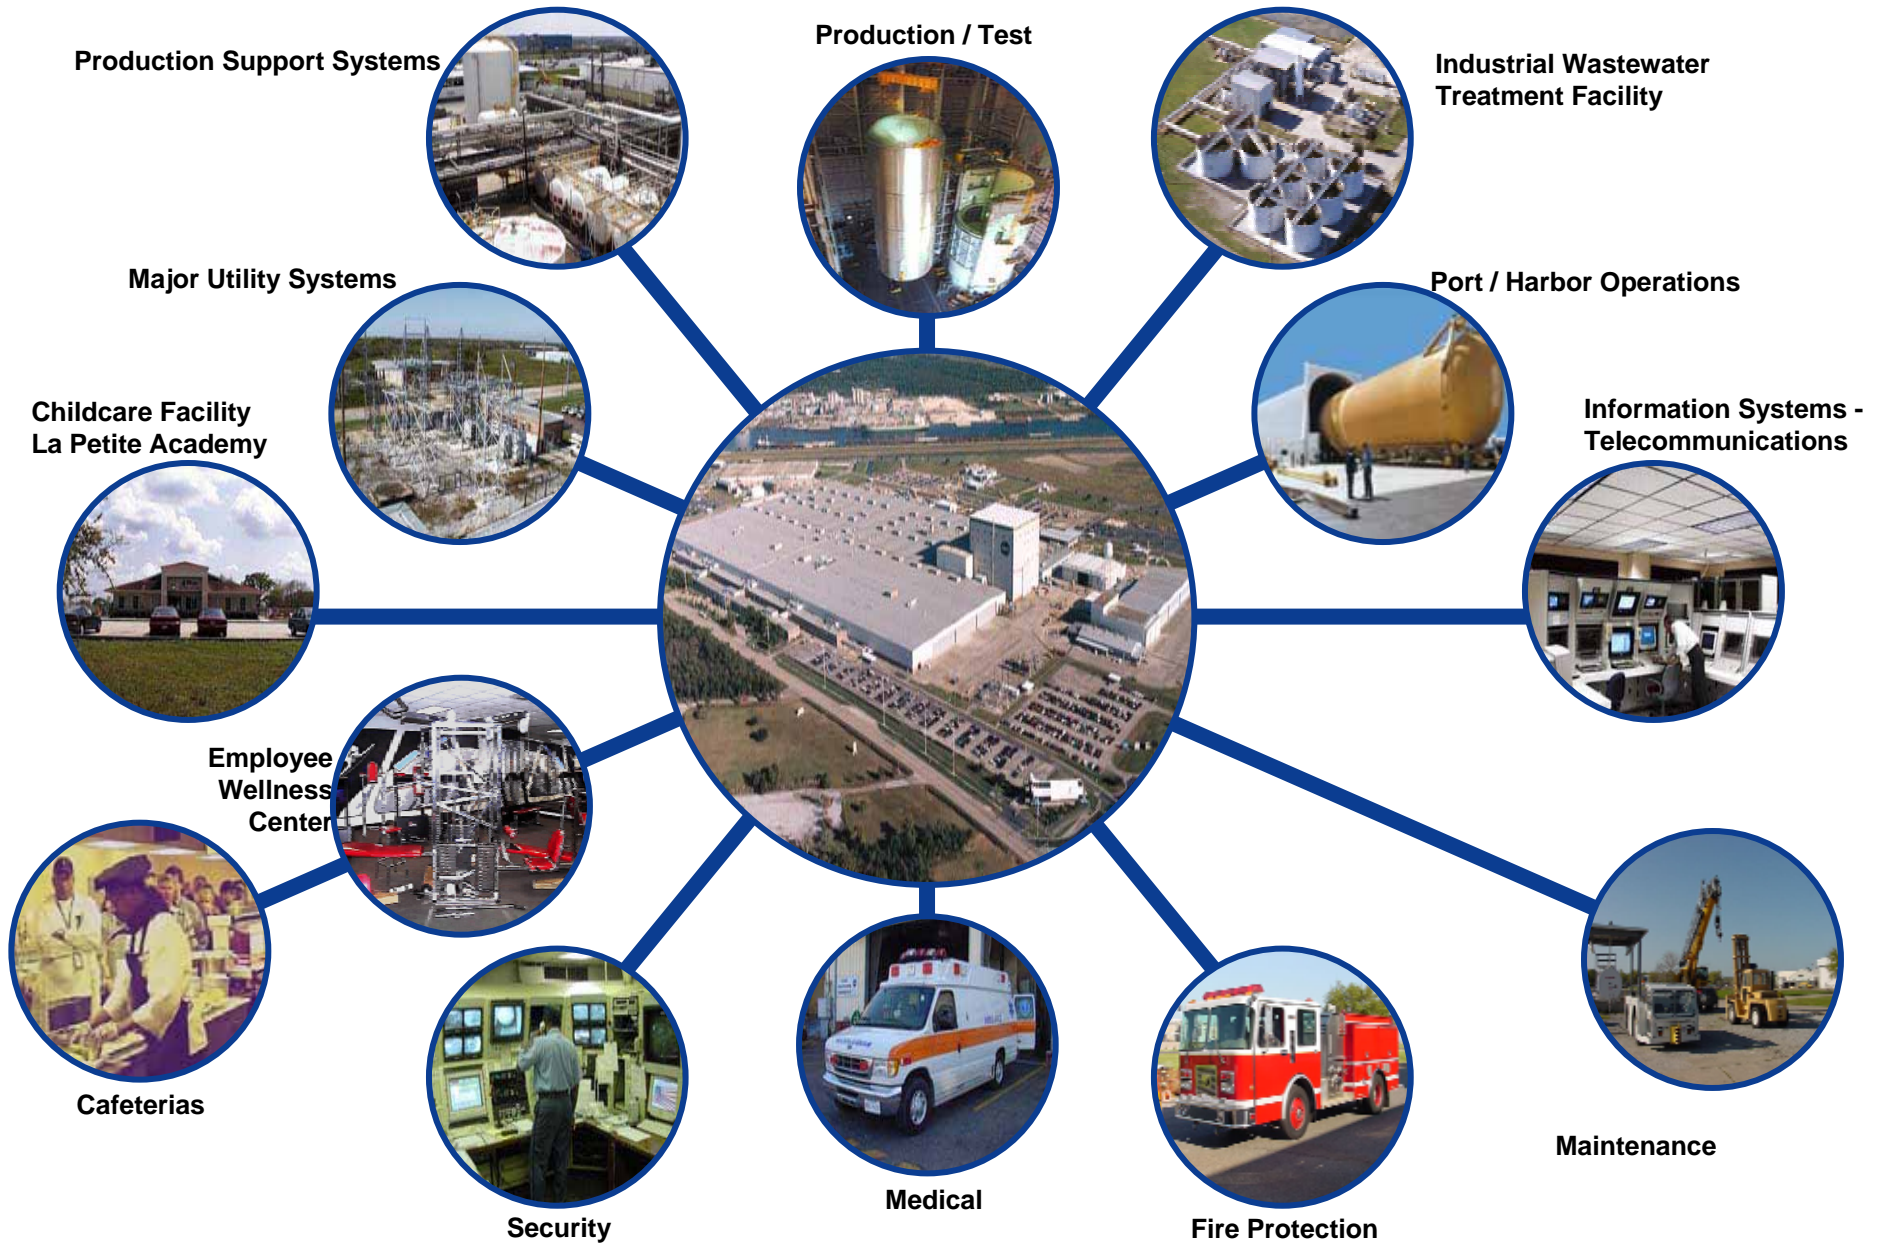 Production Support Systems
Production / Test
Industrial Wastewater
Treatment Facility
Major Utility Systems
Port / Harbor Operations
Childcare Facility
La Petite Academy
Information Systems -
Telecommunications
Employee
Wellness
Center
Cafeterias
Maintenance
Security
Medical
Fire Protection